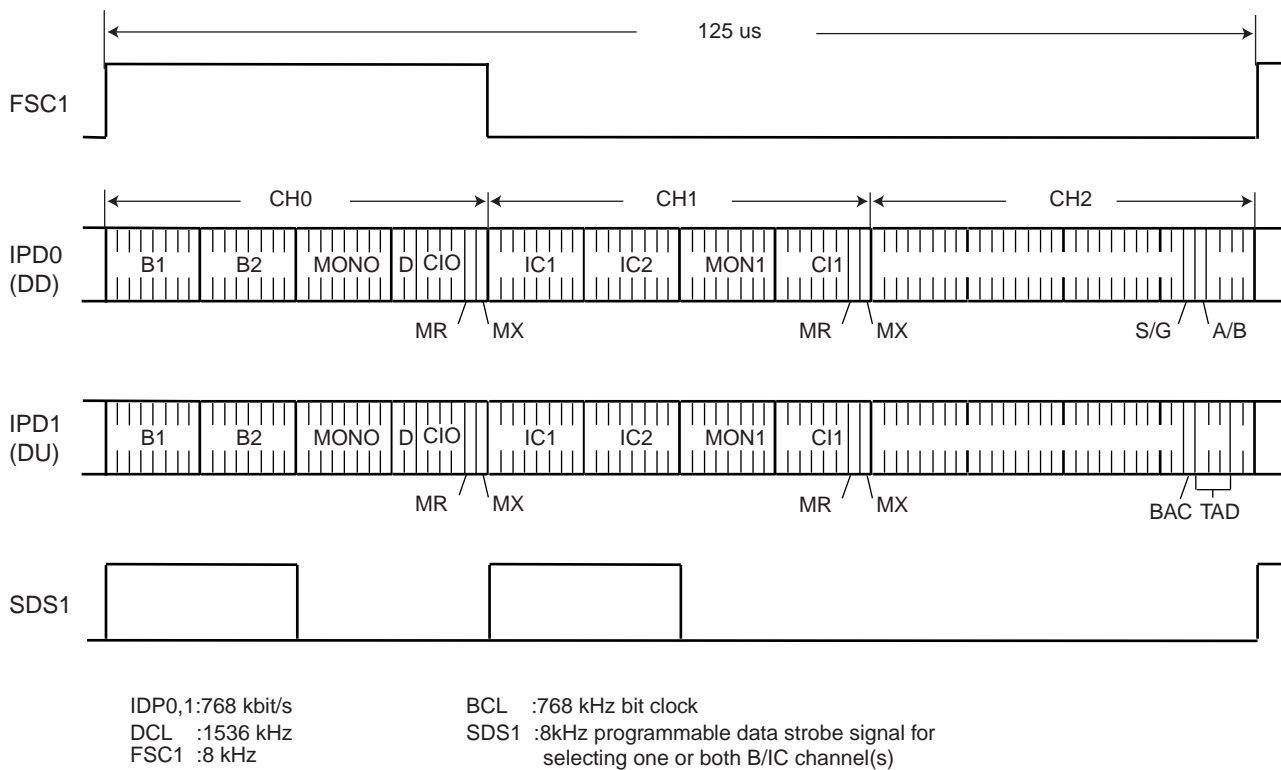 125 us
FSC1
CH0 CH1 CH2
IPD0
(DD)
B1 B2 MONO D CIO IC1 IC2 MON1 CI1
MR MX MR MX S/G A/B
IPD1
(DU)
B1 B2 MONO D CIO IC1 IC2 MON1 CI1
MR MX MR MX BAC TAD
SDS1
IDP0,1:768 kbit/s
DCL :1536 kHz
FSC1 :8 kHz
BCL :768 kHz bit clock
SDS1 :8kHz programmable data strobe signal for
selecting one or both B/IC channel(s)